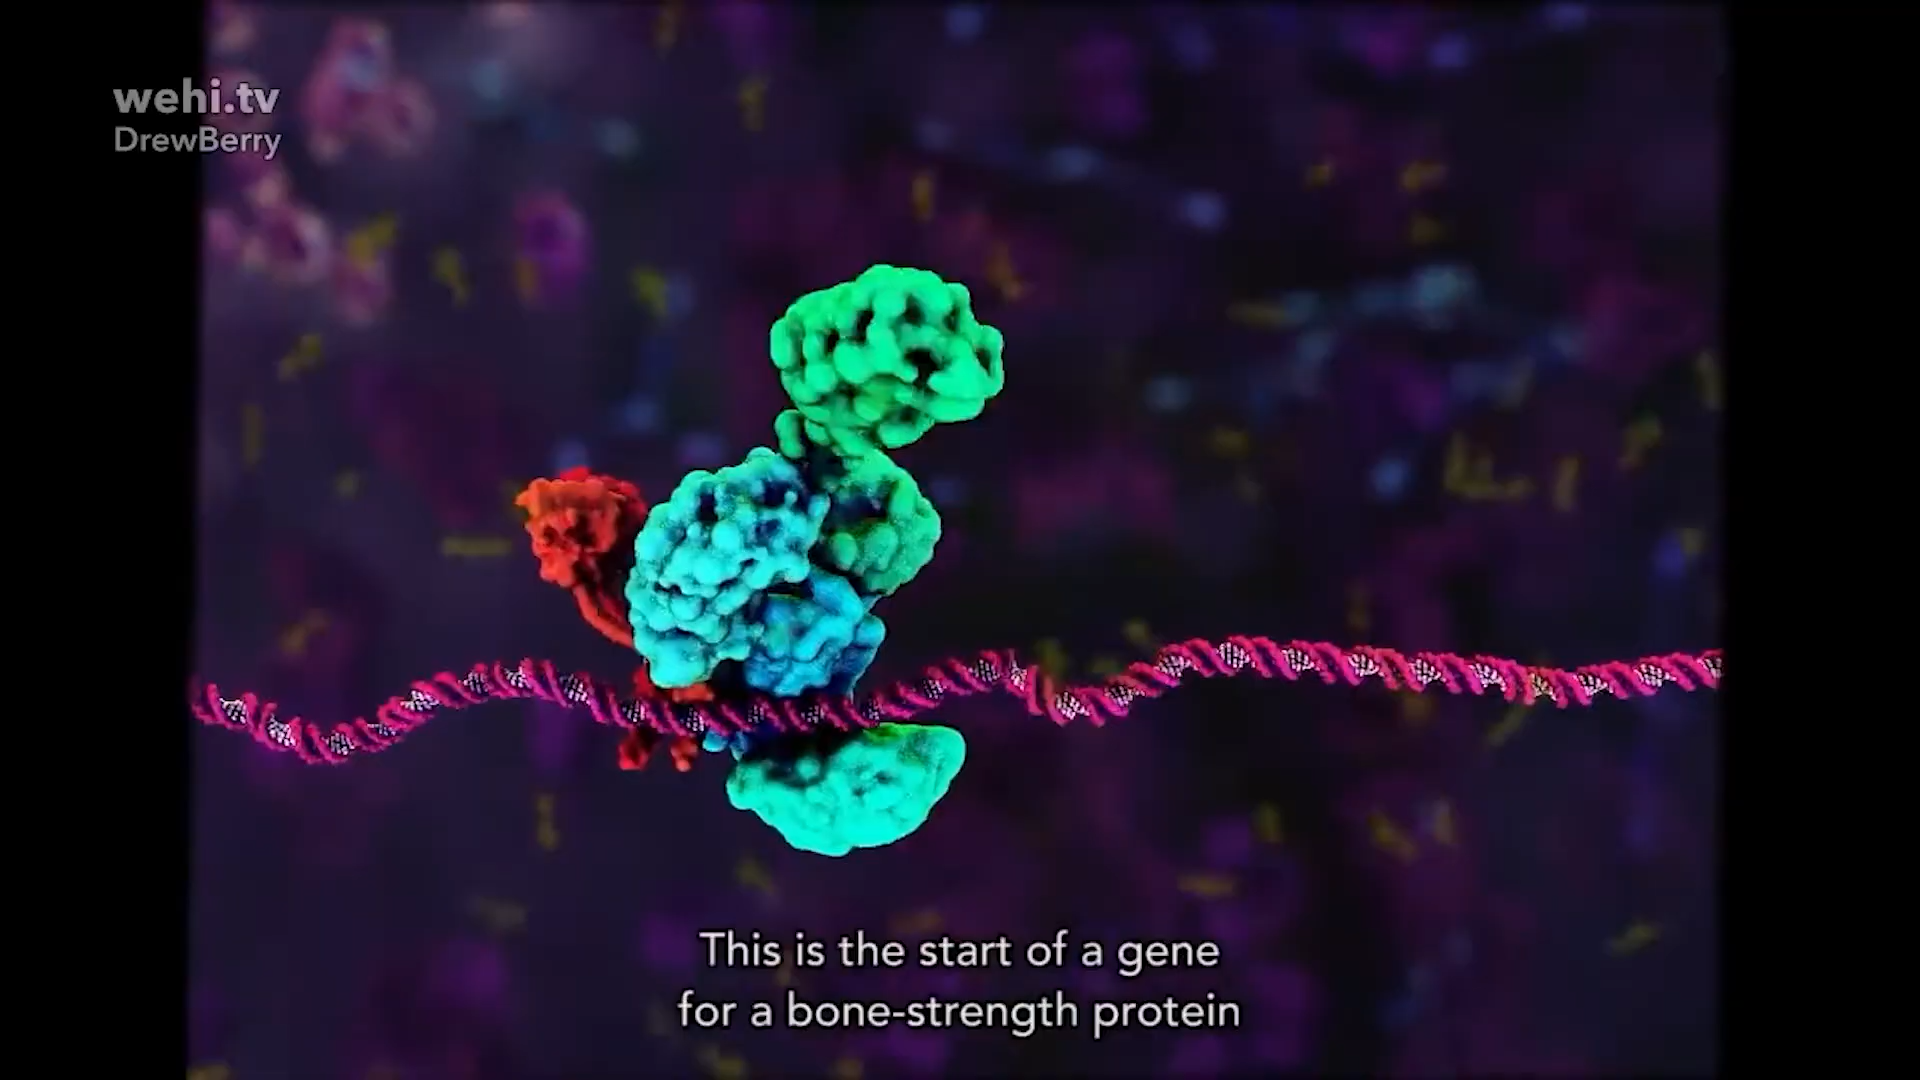 wehi.tv
DrewBerry
This is the start of a gene
for a bone-strength protein